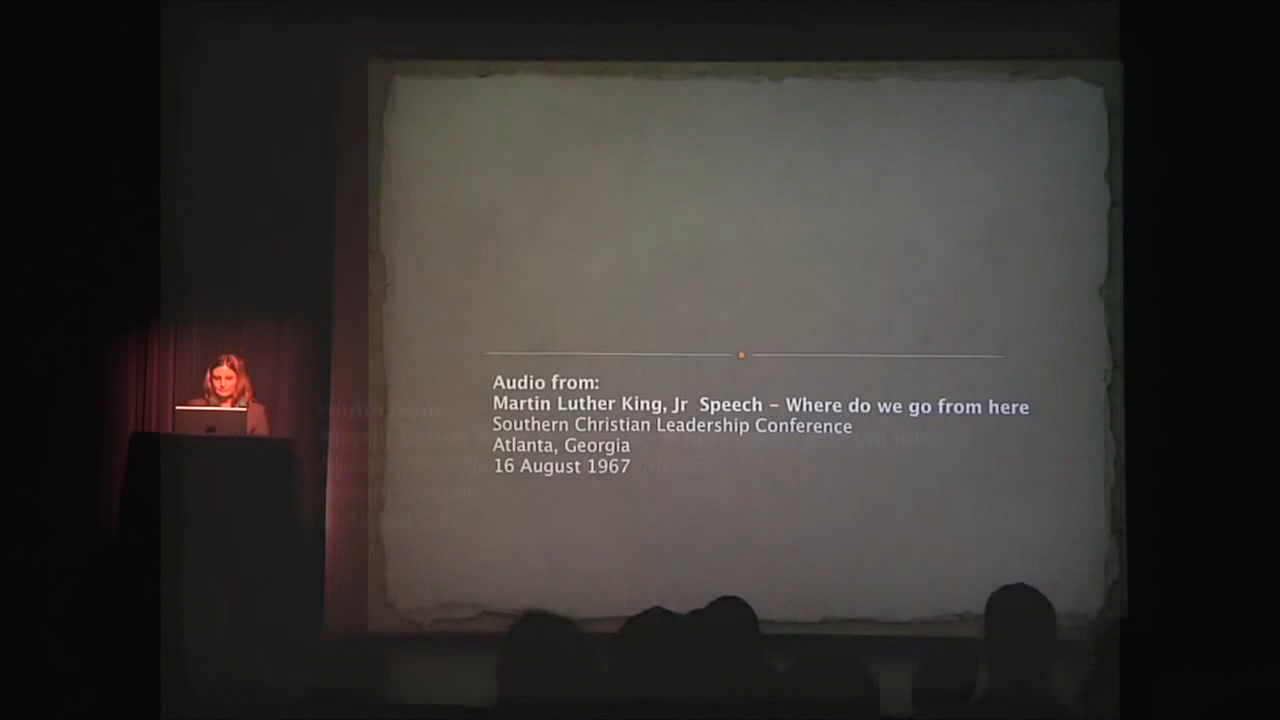 Audio from:
Martin Luther King, Jr Speech – Where do we go from here
Southern Christian Leadership Conference
Atlanta, Georgia
16 August 1967